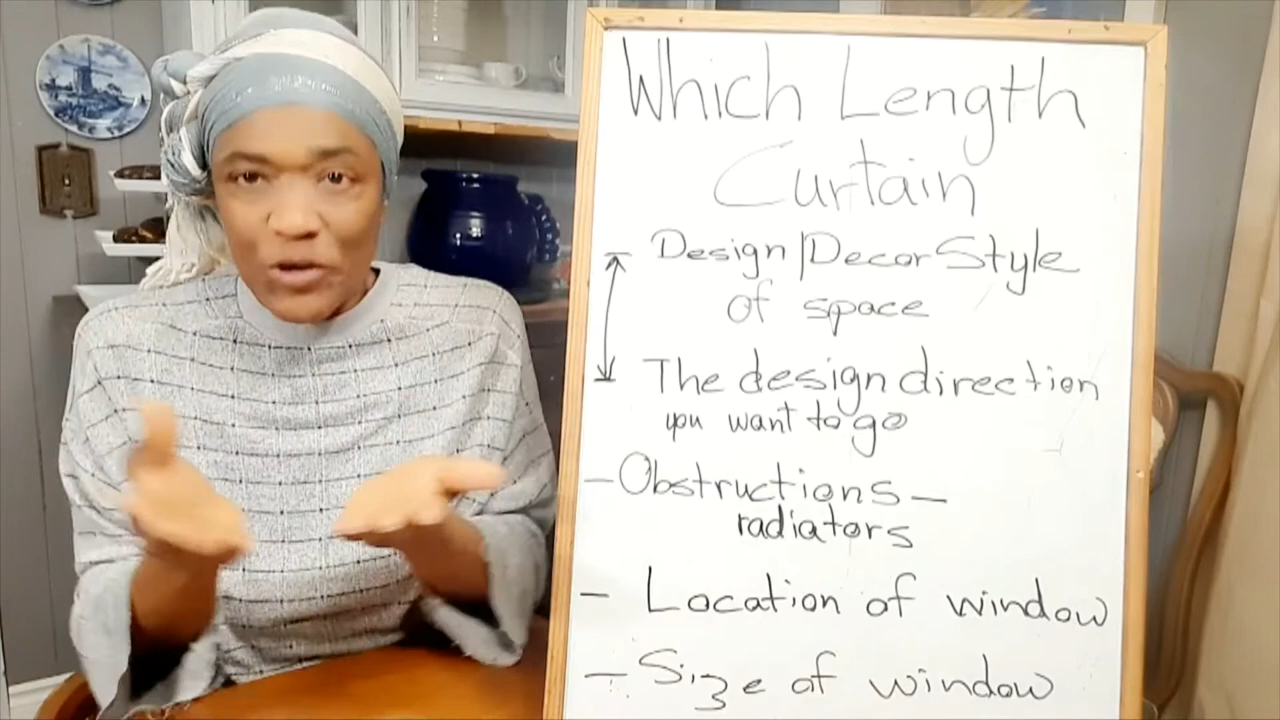 Which Length
Curtain
- Design/Decor Style
of space
- The design direction
you want to go
- Obstructions -
radiators
- Location of window
- Size of window